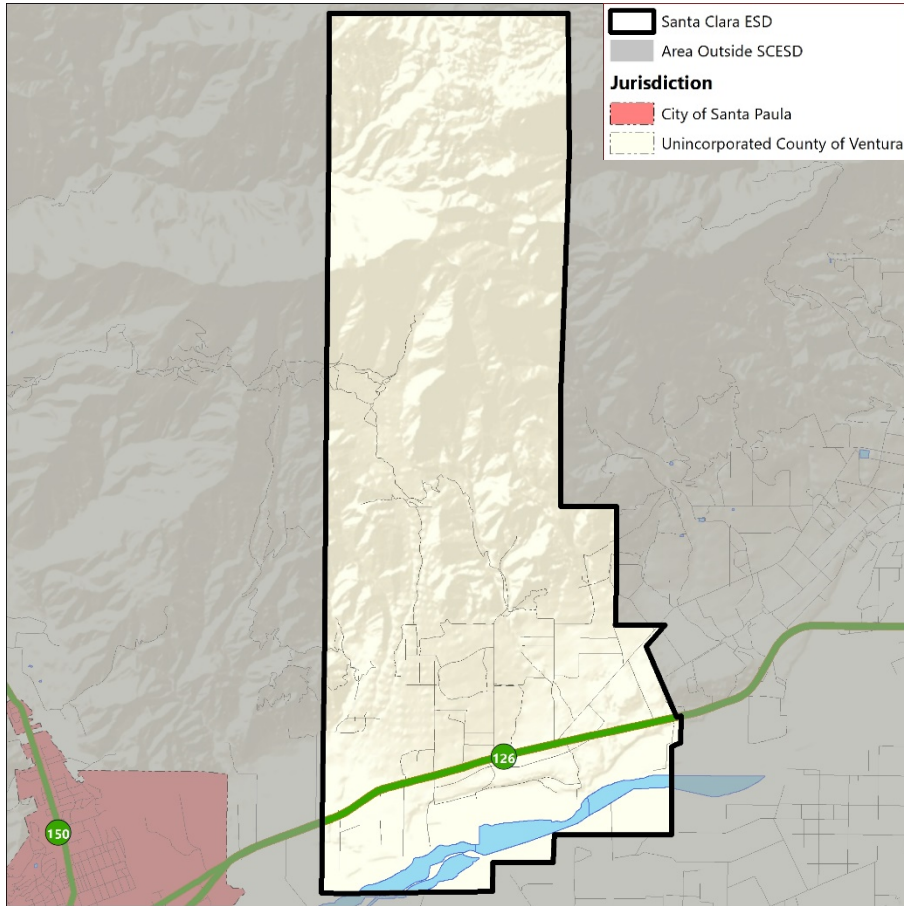 Santa Clara ESD
Area Outside SCESD
Jurisdiction
City of Santa Paula
Unincorporated County of Ventura
126
150